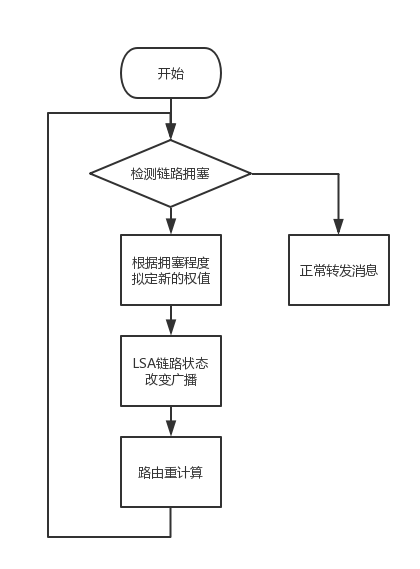 开始
检测链路拥塞
根据拥塞程度
拟定新的权值
正常转发消息
LSA链路状态
改变广播
路由重计算